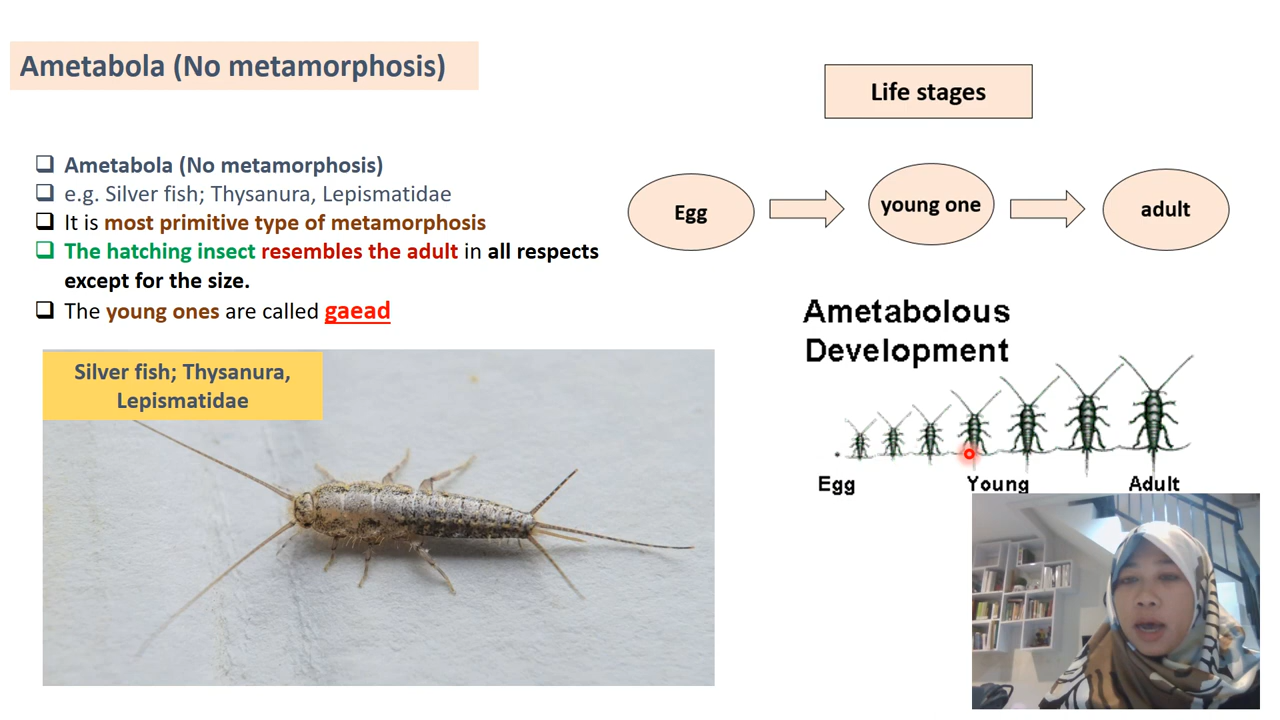 Ametabola (No metamorphosis)
Ametabola (No metamorphosis)
e.g. Silver fish; Thysanura, Lepismatidae
It is most primitive type of metamorphosis
The hatching insect resembles the adult in all respects
except for the size.
The young ones are called gaead
Silver fish; Thysanura,
Lepismatidae
Life stages
Egg
young one
adult
Ametabolous
Development
Egg
Young
Adult